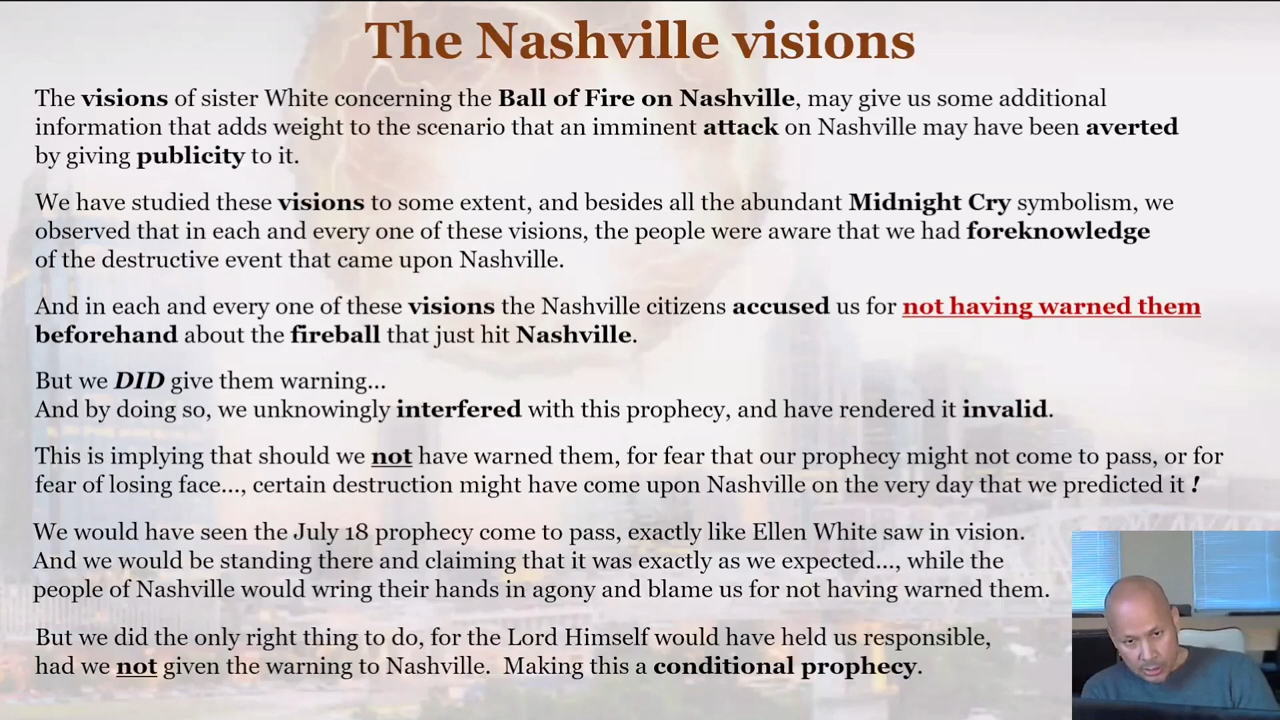 The Nashville visions
The visions of sister White concerning the Ball of Fire on Nashville, may give us some additional
information that adds weight to the scenario that an imminent attack on Nashville may have been averted
by giving publicity to it.
We have studied these visions to some extent, and besides all the abundant Midnight Cry symbolism, we
observed that in each and every one of these visions, the people were aware that we had foreknowledge
of the destructive event that came upon Nashville.
And in each and every one of these visions the Nashville citizens accused us for not having warned them
beforehand about the fireball that just hit Nashville.
But we DID give them warning...
And by doing so, we unknowingly interfered with this prophecy, and have rendered it invalid.
This is implying that should we not have warned them, for fear that our prophecy might not come to pass, or for
fear of losing face..., certain destruction might have come upon Nashville on the very day that we predicted it !
We would have seen the July 18 prophecy come to pass, exactly like Ellen White saw in vision.
And we would be standing there and claiming that it was exactly as we expected..., while the
people of Nashville would wring their hands in agony and blame us for not having warned them.
But we did the only right thing to do, for the Lord Himself would have held us responsible,
had we not given the warning to Nashville.  Making this a conditional prophecy.